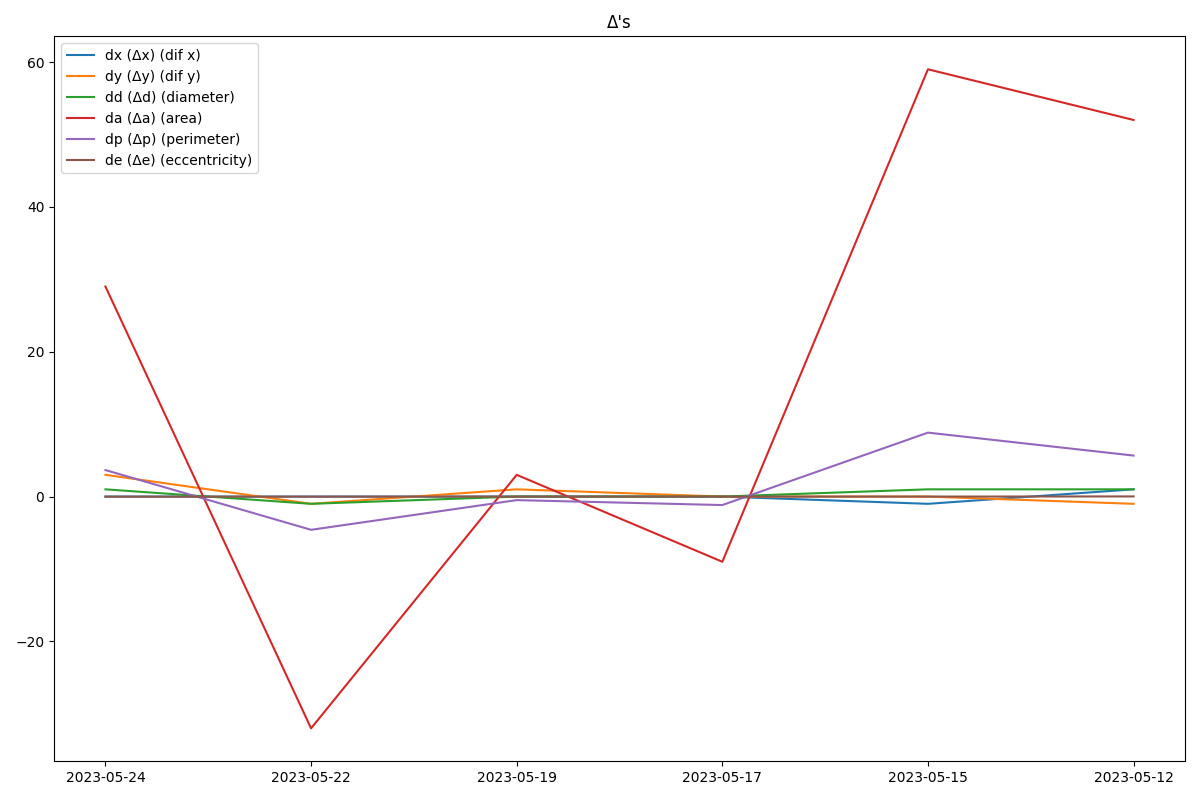 Δ's
dx (Δx) (dif x)
dy (Δy) (dif y)
dd (Δd) (diameter)
da (Δa) (area)
dp (Δp) (perimeter)
de (Δe) (eccentricity)
60
40
20
0
−20
2023-05-24 2023-05-22 2023-05-19 2023-05-17 2023-05-15 2023-05-12